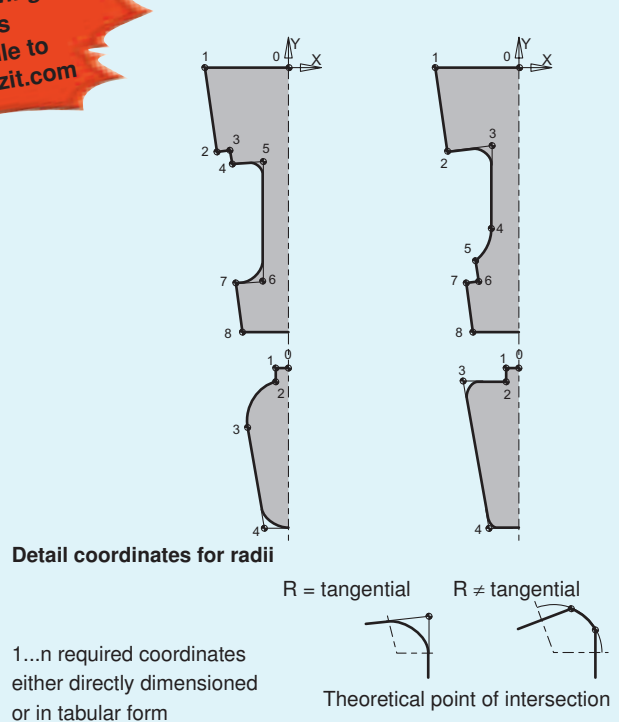 s
le to
zit.com
1
0
Y
X
2
3
4
5
7
6
8
1
0
Y
X
2
3
4
5
7
6
8
1
0
2
3
4
1
0
3
2
4
Detail coordinates for radii
R = tangential
R ≠ tangential
1...n required coordinates
either directly dimensioned
or in tabular form
Theoretical point of intersection